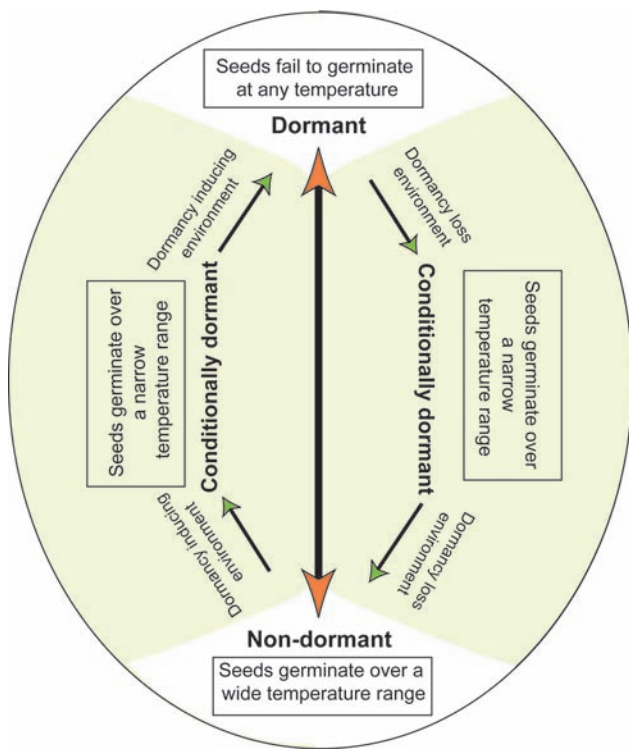 Seeds fail to germinate
at any temperature
Dormant
Dormancy inducing
environment
Dormancy loss
environment
Seeds germinate over
a narrow
temperature range
Conditionally dormant
Conditionally dormant
Seeds germinate over
a narrow
temperature range
Dormancy inducing
environment
Dormancy loss
environment
Non-dormant
Seeds germinate over a
wide temperature range